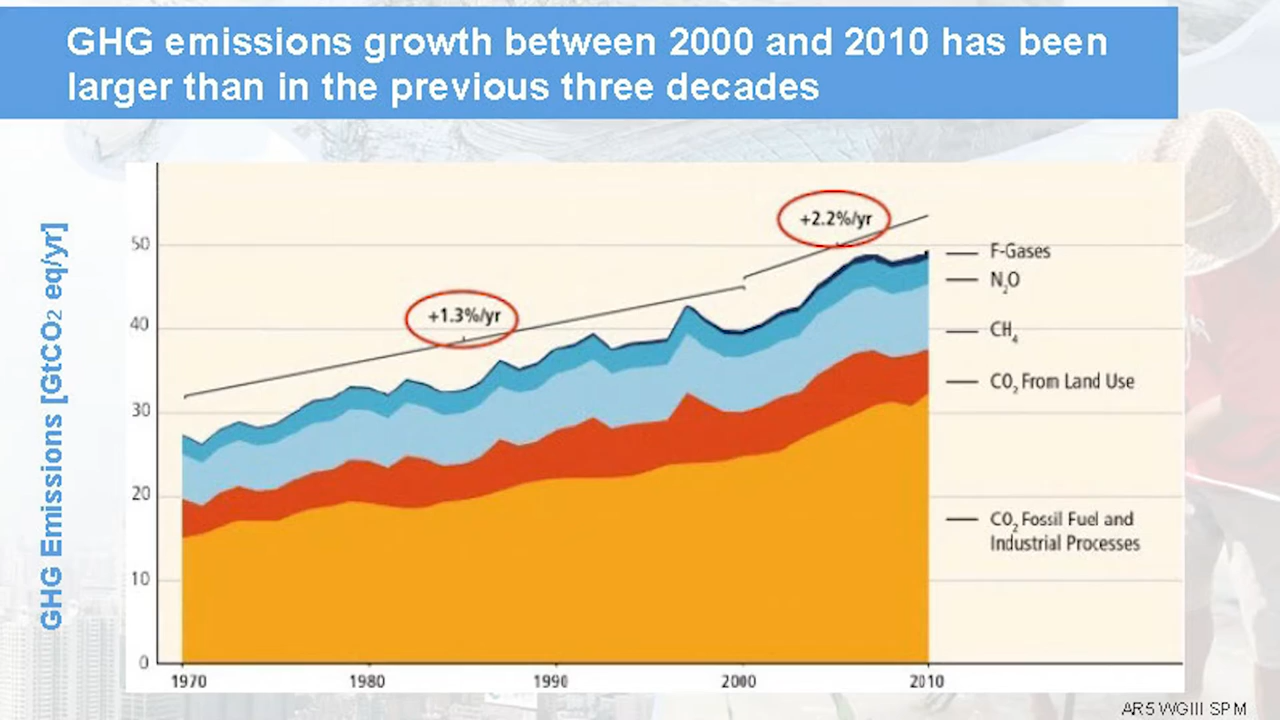 GHG emissions growth between 2000 and 2010 has been
larger than in the previous three decades
GHG Emissions [GtCO2 eq/yr]
50
40
30
20
10
0
+1.3%/yr
+2.2%/yr
F-Gases
N₂O
CH₄
CO₂ From Land Use
CO₂ Fossil Fuel and
Industrial Processes
1970
1980
1990
2000
2010
AR5 WGIII SPM